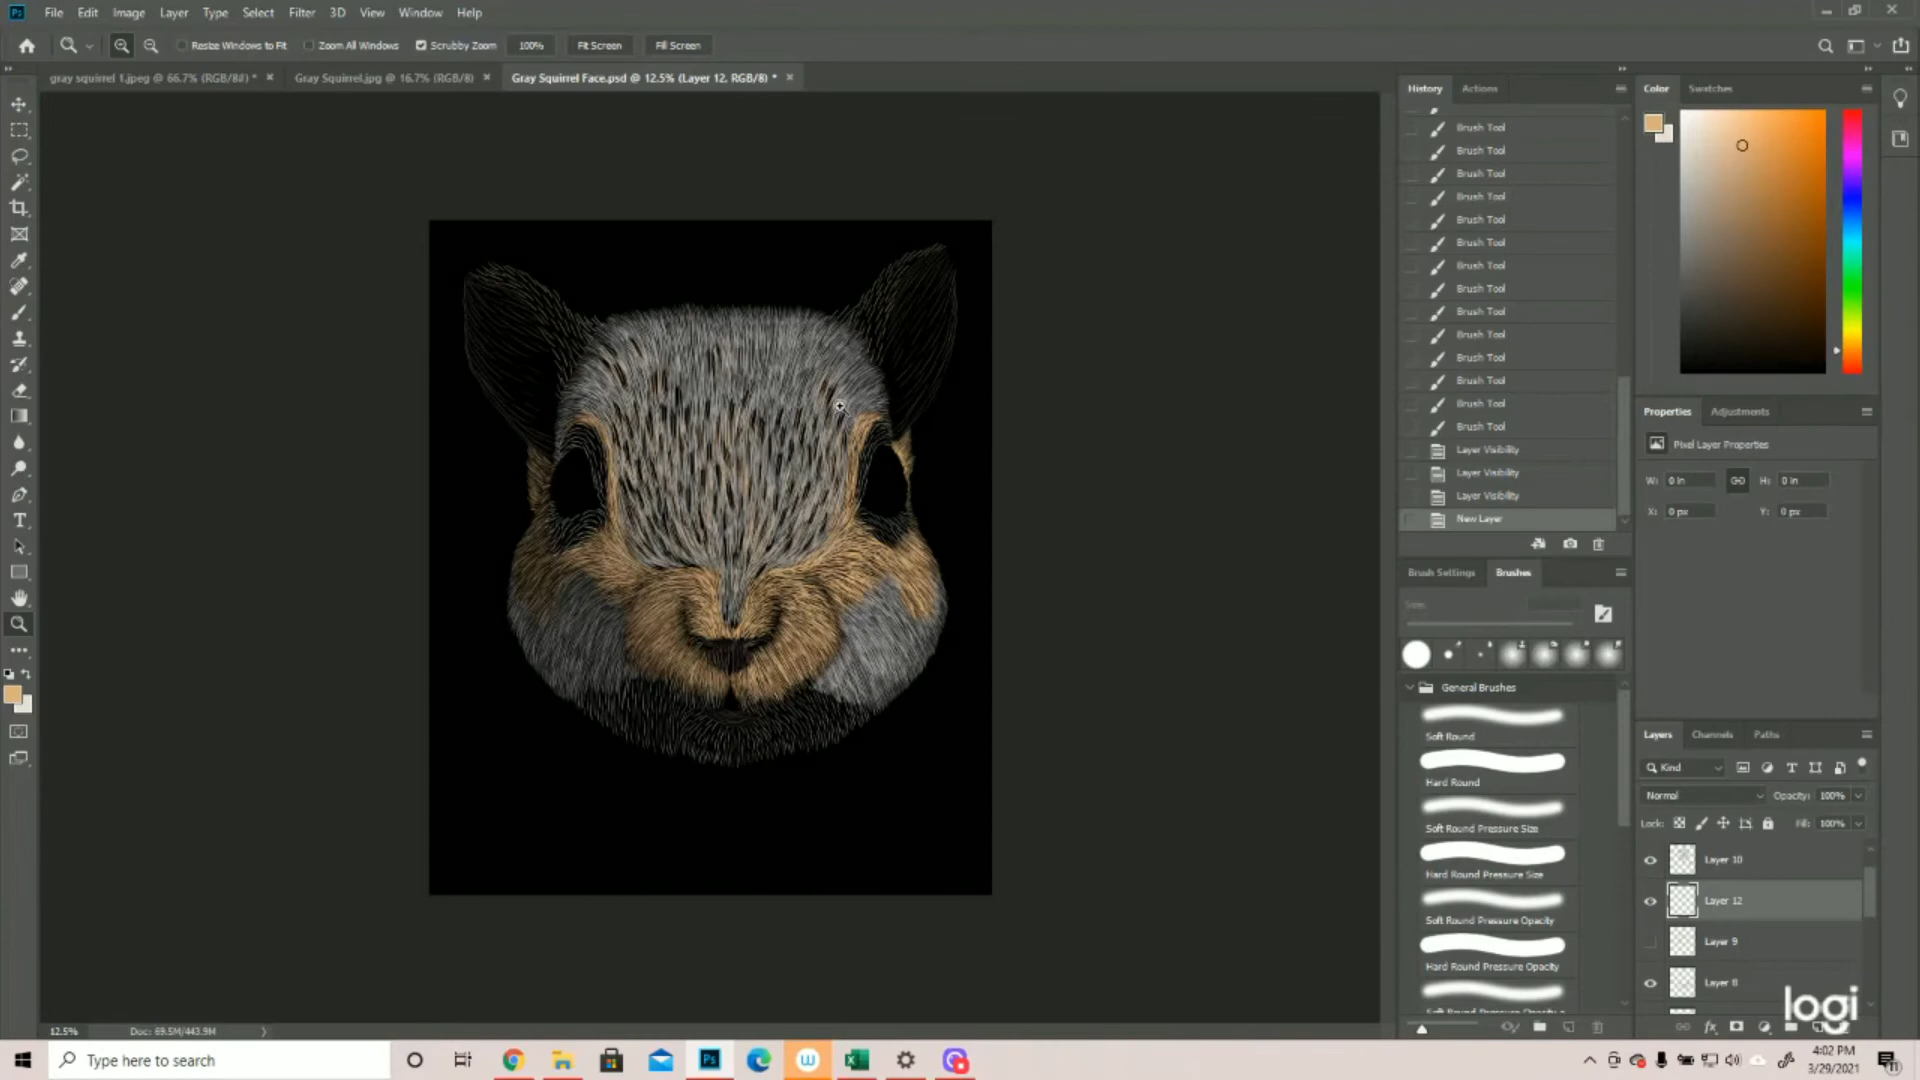 Ps File Edit Image Layer Type Select Filter 3D View Window Help
Resize Windows to Fit Zoom All Windows Scrubby Zoom 100% Fit Screen Fill Screen
gray squirrel 1.jpeg @ 66.7% (RGB/8#) * Gray Squirrel.jpg @ 16.7% (RGB/8) Gray Squirrel Face.psd @ 12.5% (Layer 12, RGB/8) *
History Actions
Brush Tool
Brush Tool
Brush Tool
Brush Tool
Brush Tool
Brush Tool
Brush Tool
Brush Tool
Brush Tool
Brush Tool
Brush Tool
Brush Tool
Brush Tool
Brush Tool
Layer Visibility
Layer Visibility
Layer Visibility
New Layer
Color Swatches
Properties Adjustments
Pixel Layer Properties
W: 0 in H: 0 in
X: 0 px Y: 0 px
Brush Settings Brushes
Size:
General Brushes
Soft Round
Hard Round
Soft Round Pressure Size
Hard Round Pressure Size
Soft Round Pressure Opacity
Hard Round Pressure Opacity
Layers Channels Paths
Kind
Normal Opacity: 100%
Lock: Fill: 100%
Layer 10
Layer 12
Layer 9
Layer 8
logi
12.5% Doc: 69.5M/443.9M
Type here to search
Ps
4:02 PM
3/29/2021